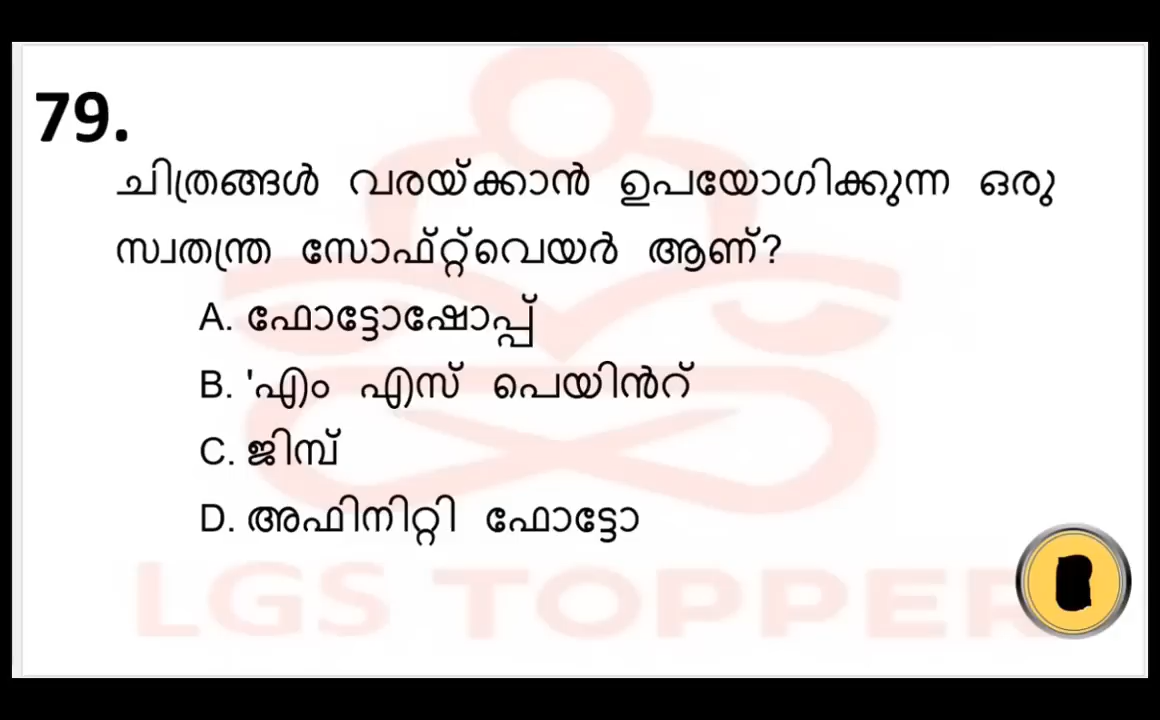 79.
ചിത്രങ്ങൾ വരയ്ക്കാൻ ഉപയോഗിക്കുന്ന ഒരു
സ്വതന്ത്ര സോഫ്റ്റ്‌വെയർ ആണ്?
A. ഫോട്ടോഷോപ്പ്
B. 'എം എസ് പെയിൻറ്
C. ജിമ്പ്
D. അഫിനിറ്റി ഫോട്ടോ
LGS TOPPER